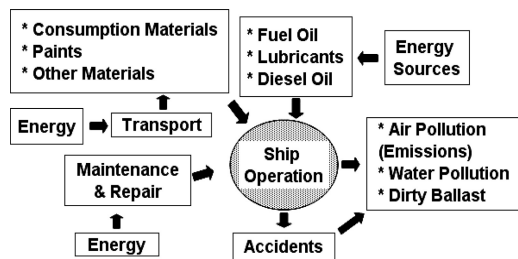 * Consumption Materials
* Paints
* Other Materials
* Fuel Oil
* Lubricants
* Diesel Oil
Energy
Sources
Energy
Transport
Maintenance
& Repair
Ship
Operation
* Air Pollution
(Emissions)
* Water Pollution
* Dirty Ballast
Energy
Accidents